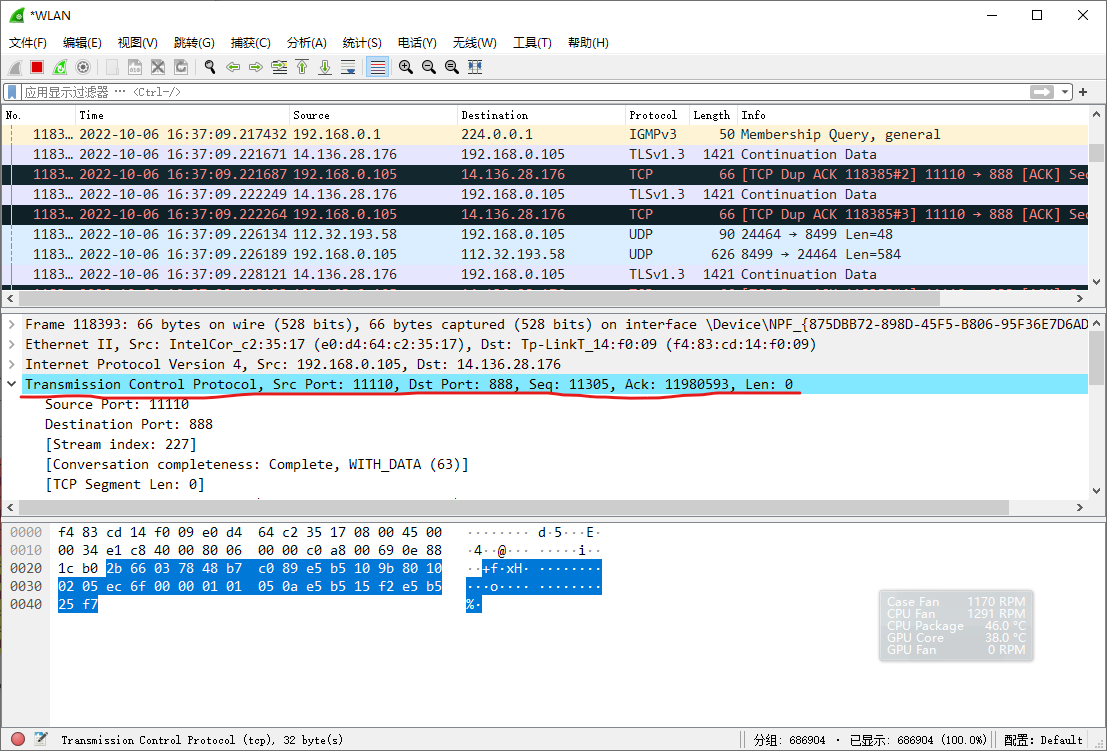 *WLAN
文件(F) 编辑(E) 视图(V) 跳转(G) 捕获(C) 分析(A) 统计(S) 电话(Y) 无线(W) 工具(T) 帮助(H)
应用显示过滤器 … <Ctrl-/>
No. Time Source Destination Protocol Length Info
1183… 2022-10-06 16:37:09.217432 192.168.0.1 224.0.0.1 IGMPv3 50 Membership Query, general
1183… 2022-10-06 16:37:09.221671 14.136.28.176 192.168.0.105 TLSv1.3 1421 Continuation Data
1183… 2022-10-06 16:37:09.221687 192.168.0.105 14.136.28.176 TCP 66 [TCP Dup ACK 118385#2] 11110 → 888 [ACK] Se
1183… 2022-10-06 16:37:09.222249 14.136.28.176 192.168.0.105 TLSv1.3 1421 Continuation Data
1183… 2022-10-06 16:37:09.222264 192.168.0.105 14.136.28.176 TCP 66 [TCP Dup ACK 118385#3] 11110 → 888 [ACK] Se
1183… 2022-10-06 16:37:09.226134 112.32.193.58 192.168.0.105 UDP 90 24464 → 8499 Len=48
1183… 2022-10-06 16:37:09.226189 192.168.0.105 112.32.193.58 UDP 626 8499 → 24464 Len=584
1183… 2022-10-06 16:37:09.228121 14.136.28.176 192.168.0.105 TLSv1.3 1421 Continuation Data
Frame 118393: 66 bytes on wire (528 bits), 66 bytes captured (528 bits) on interface \Device\NPF_{875DBB72-898D-45F5-B806-95F36E7D6AD
Ethernet II, Src: IntelCor_c2:35:17 (e0:d4:64:c2:35:17), Dst: Tp-LinkT_14:f0:09 (f4:83:cd:14:f0:09)
Internet Protocol Version 4, Src: 192.168.0.105, Dst: 14.136.28.176
Transmission Control Protocol, Src Port: 11110, Dst Port: 888, Seq: 11305, Ack: 11980593, Len: 0
Source Port: 11110
Destination Port: 888
[Stream index: 227]
[Conversation completeness: Complete, WITH_DATA (63)]
[TCP Segment Len: 0]
0000 f4 83 cd 14 f0 09 e0 d4 64 c2 35 17 08 00 45 00 ········ d·5···E·
0010 00 34 e1 c8 40 00 80 06 00 00 c0 a8 00 69 0e 88 ·4··@··· ·····i··
0020 1c b0 2b 66 03 78 48 b7 c0 89 e5 b5 10 9b 80 10 ··+f·xH· ········
0030 02 05 ec 6f 00 00 01 01 05 0a e5 b5 15 f2 e5 b5 ···o···· ········
0040 25 f7 %·
Case Fan 1170 RPM
CPU Fan 1291 RPM
CPU Package 46.0 °C
GPU Core 38.0 °C
GPU Fan 0 RPM
Transmission Control Protocol (tcp), 32 byte(s) 分组: 686904 · 已显示: 686904 (100.0%) 配置: Default